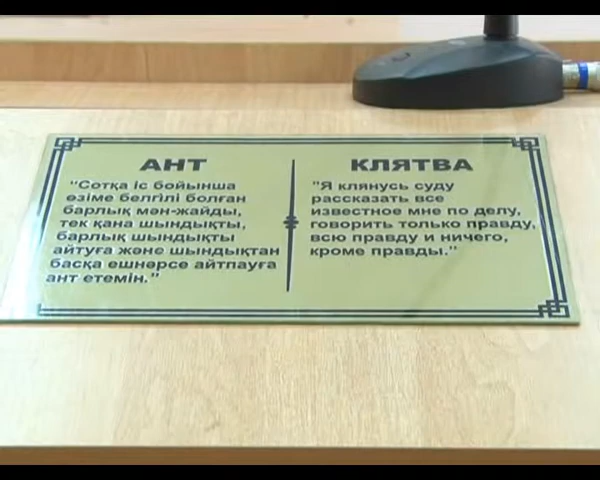 АНТ
"Сотқа іс бойынша
өзіме белгілі болған
барлық мән-жайды,
тек қана шындықты,
барлық шындықты
айтуға және шындықтан
басқа ешнәрсе айтпауға
ант етемін."
КЛЯТВА
"Я клянусь суду
рассказать все
известное мне по делу,
говорить только правду,
всю правду и ничего,
кроме правды."